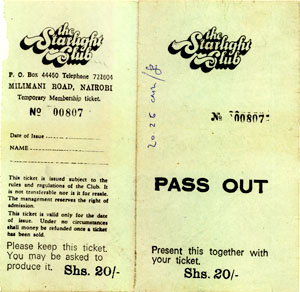 the
Starlight
Club
P. O. Box 44450 Telephone 721604
MILIMANI ROAD, NAIROBI
Temporary Membership ticket.
Nº 00807
Date of Issue
NAME
This ticket is issued subject to the
rules and regulations of the Club. It
is not transferable nor is it for resale.
The management reserves the right of
admission.
This ticket is valid only for the date
of issue. Under no circumstances
shall money be refunded once a ticket
has been sold.
Please keep this ticket.
You may be asked to
produce it. Shs. 20/-
the
Starlight
Club
Nº 00807
PASS OUT
Present this together with
your ticket.
Shs. 20/-